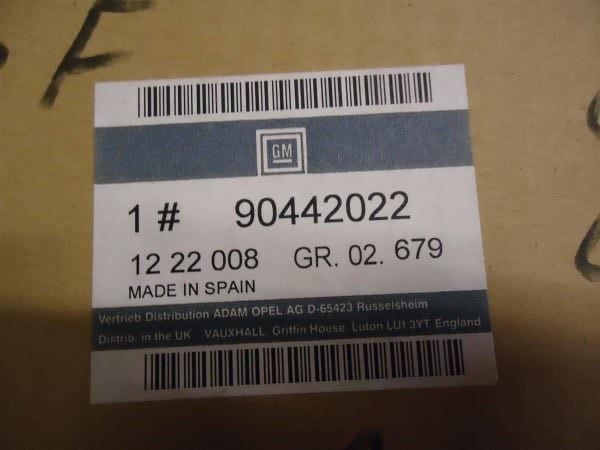 GM
1 # 90442022
12 22 008 GR. 02. 679
MADE IN SPAIN
Vertrieb Distribution ADAM OPEL AG D-65423 Russelsheim
Distrib. in the UK VAUXHALL. Griffin House. Luton LU1 3YT. England